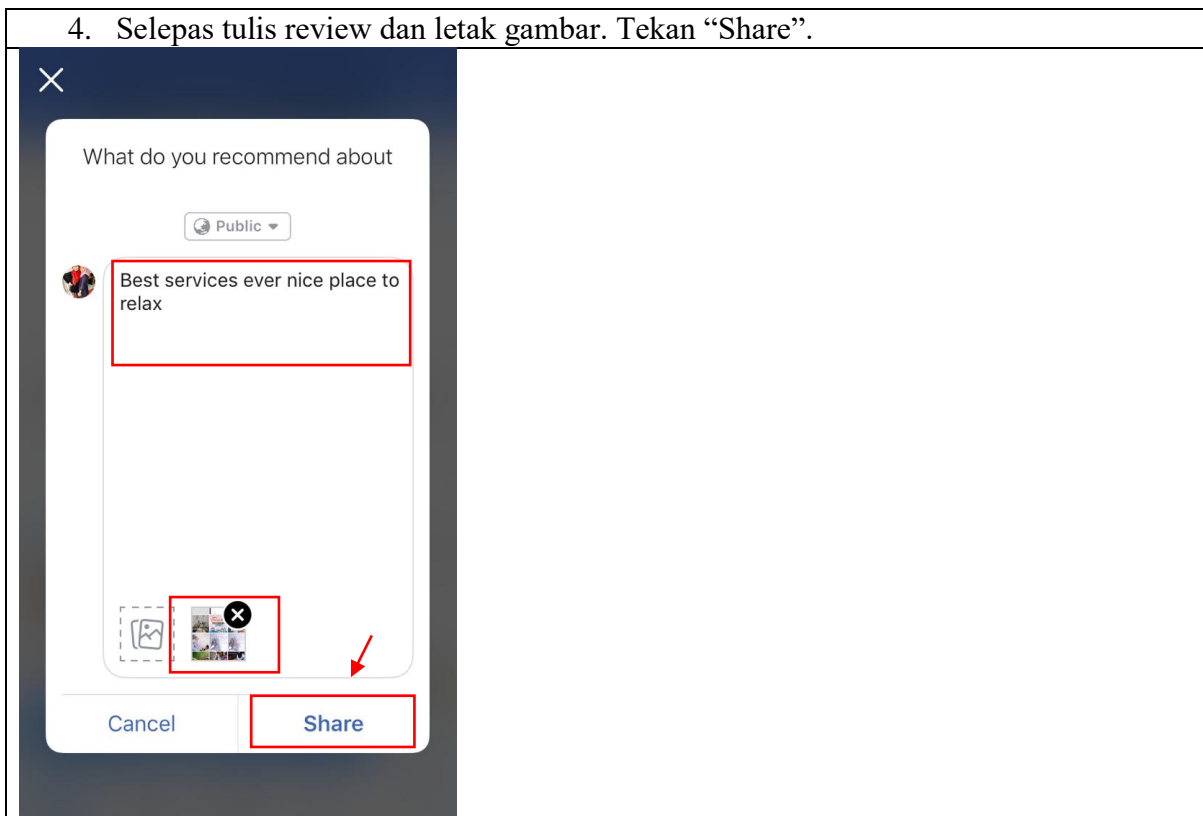 4. Selepas tulis review dan letak gambar. Tekan “Share”.
What do you recommend about
Public
Best services ever nice place to
relax
Cancel
Share